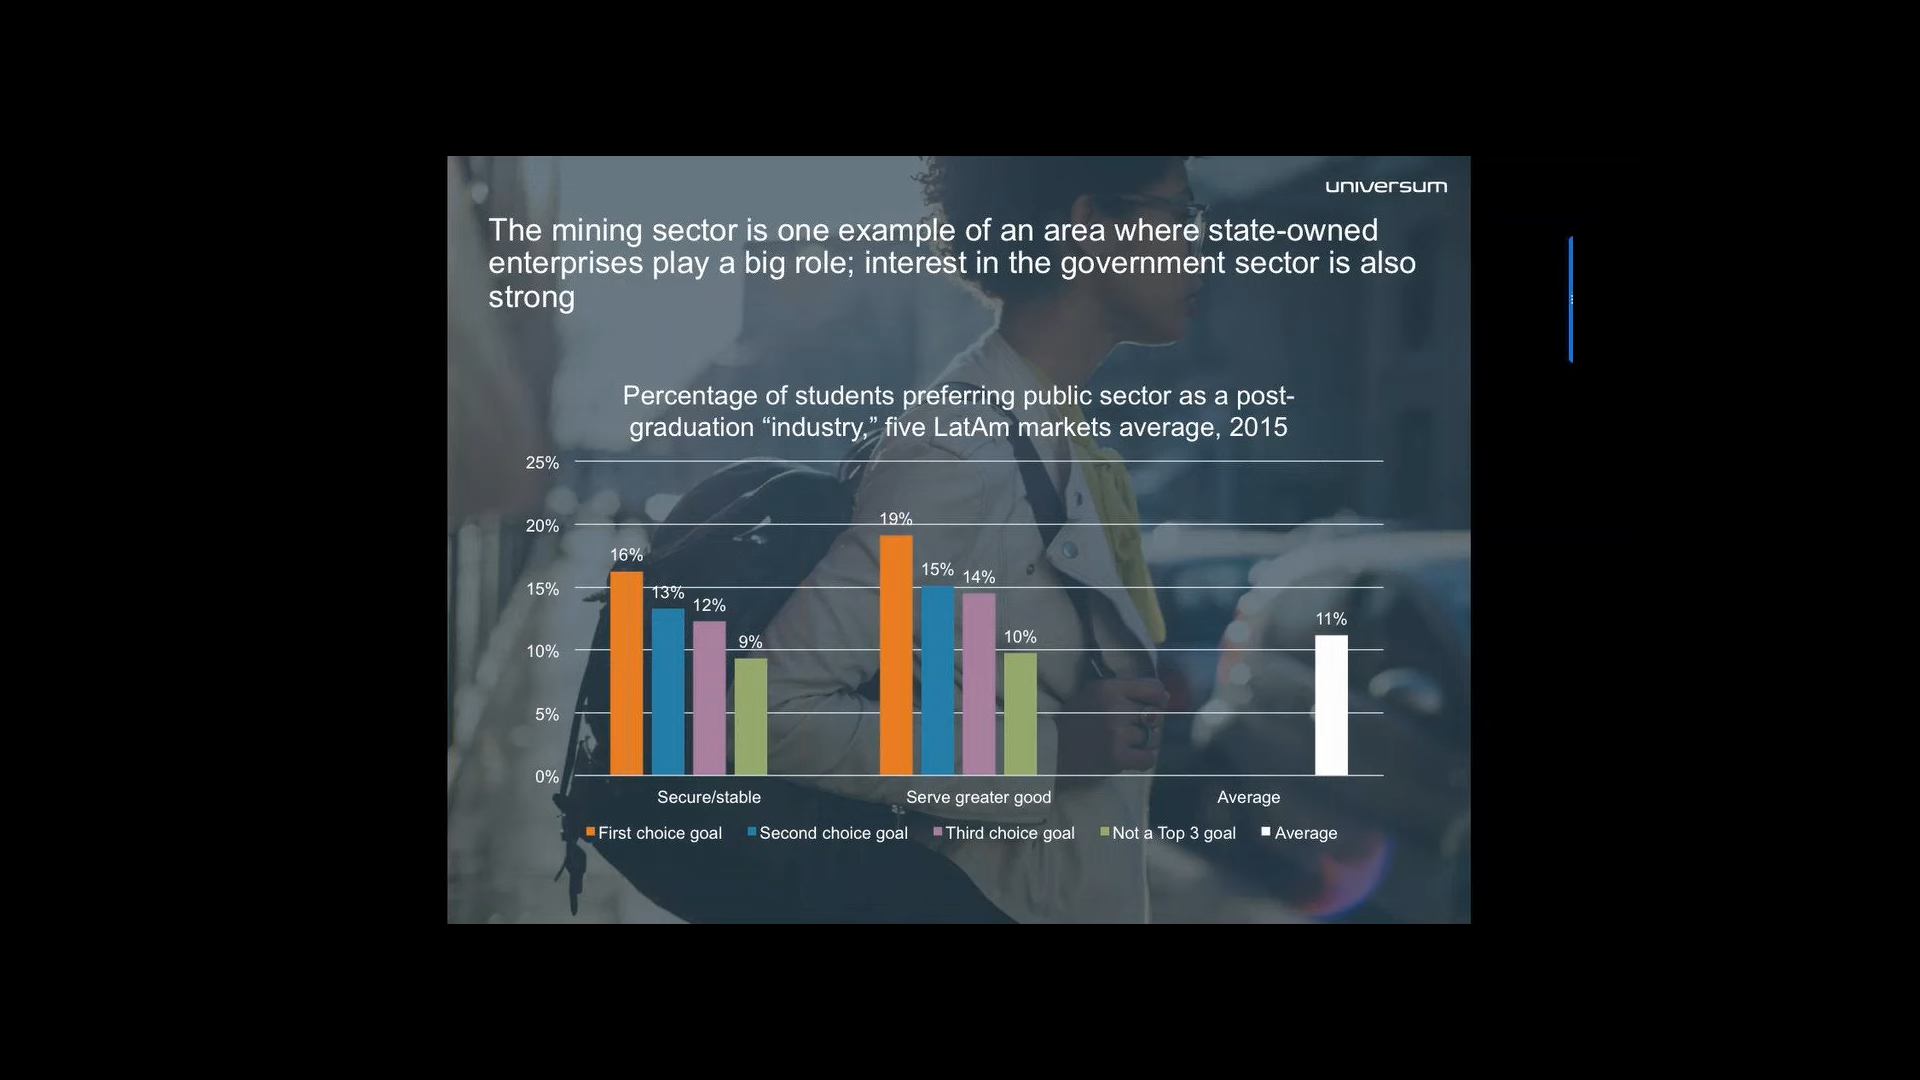 universum
The mining sector is one example of an area where state-owned
enterprises play a big role; interest in the government sector is also
strong
Percentage of students preferring public sector as a post-
graduation “industry,” five LatAm markets average, 2015
25%
20%
15%
10%
5%
0%
16%
13%
12%
9%
19%
15%
14%
10%
11%
Secure/stable
Serve greater good
Average
First choice goal
Second choice goal
Third choice goal
Not a Top 3 goal
Average